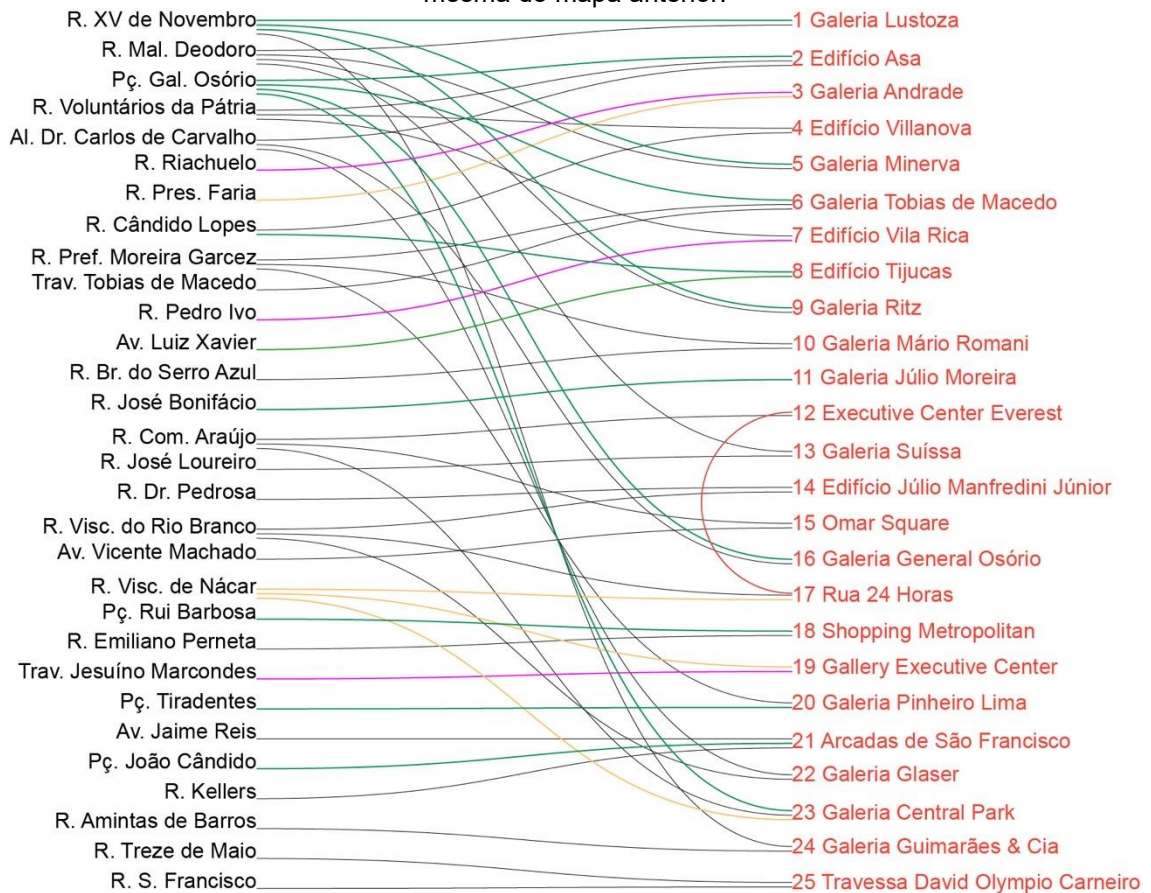 mesma do mapa anterior.
R. XV de Novembro
R. Mal. Deodoro
Pç. Gal. Osório
R. Voluntários da Pátria
Al. Dr. Carlos de Carvalho
R. Riachuelo
R. Pres. Faria
R. Cândido Lopes
R. Pref. Moreira Garcez
Trav. Tobias de Macedo
R. Pedro Ivo
Av. Luiz Xavier
R. Br. do Serro Azul
R. José Bonifácio
R. Com. Araújo
R. José Loureiro
R. Dr. Pedrosa
R. Visc. do Rio Branco
Av. Vicente Machado
R. Visc. de Nácar
Pç. Rui Barbosa
R. Emiliano Perneta
Trav. Jesuíno Marcondes
Pç. Tiradentes
Av. Jaime Reis
Pç. João Cândido
R. Kellers
R. Amintas de Barros
R. Treze de Maio
R. S. Francisco
1 Galeria Lustoza
2 Edifício Asa
3 Galeria Andrade
4 Edifício Villanova
5 Galeria Minerva
6 Galeria Tobias de Macedo
7 Edifício Vila Rica
8 Edifício Tijucas
9 Galeria Ritz
10 Galeria Mário Romani
11 Galeria Júlio Moreira
12 Executive Center Everest
13 Galeria Suíssa
14 Edifício Júlio Manfredini Júnior
15 Omar Square
16 Galeria General Osório
17 Rua 24 Horas
18 Shopping Metropolitan
19 Gallery Executive Center
20 Galeria Pinheiro Lima
21 Arcadas de São Francisco
22 Galeria Glaser
23 Galeria Central Park
24 Galeria Guimarães & Cia
25 Travessa David Olympio Carneiro